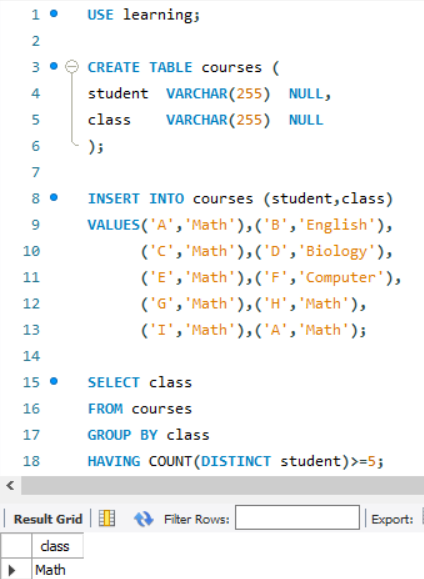 1 USE learning;
2
3 CREATE TABLE courses (
4 student VARCHAR(255) NULL,
5 class VARCHAR(255) NULL
6 );
7
8 INSERT INTO courses (student,class)
9 VALUES('A','Math'),('B','English'),
10 ('C','Math'),('D','Biology'),
11 ('E','Math'),('F','Computer'),
12 ('G','Math'),('H','Math'),
13 ('I','Math'),('A','Math');
14
15 SELECT class
16 FROM courses
17 GROUP BY class
18 HAVING COUNT(DISTINCT student)>=5;
Result Grid Filter Rows: Export:
class
Math